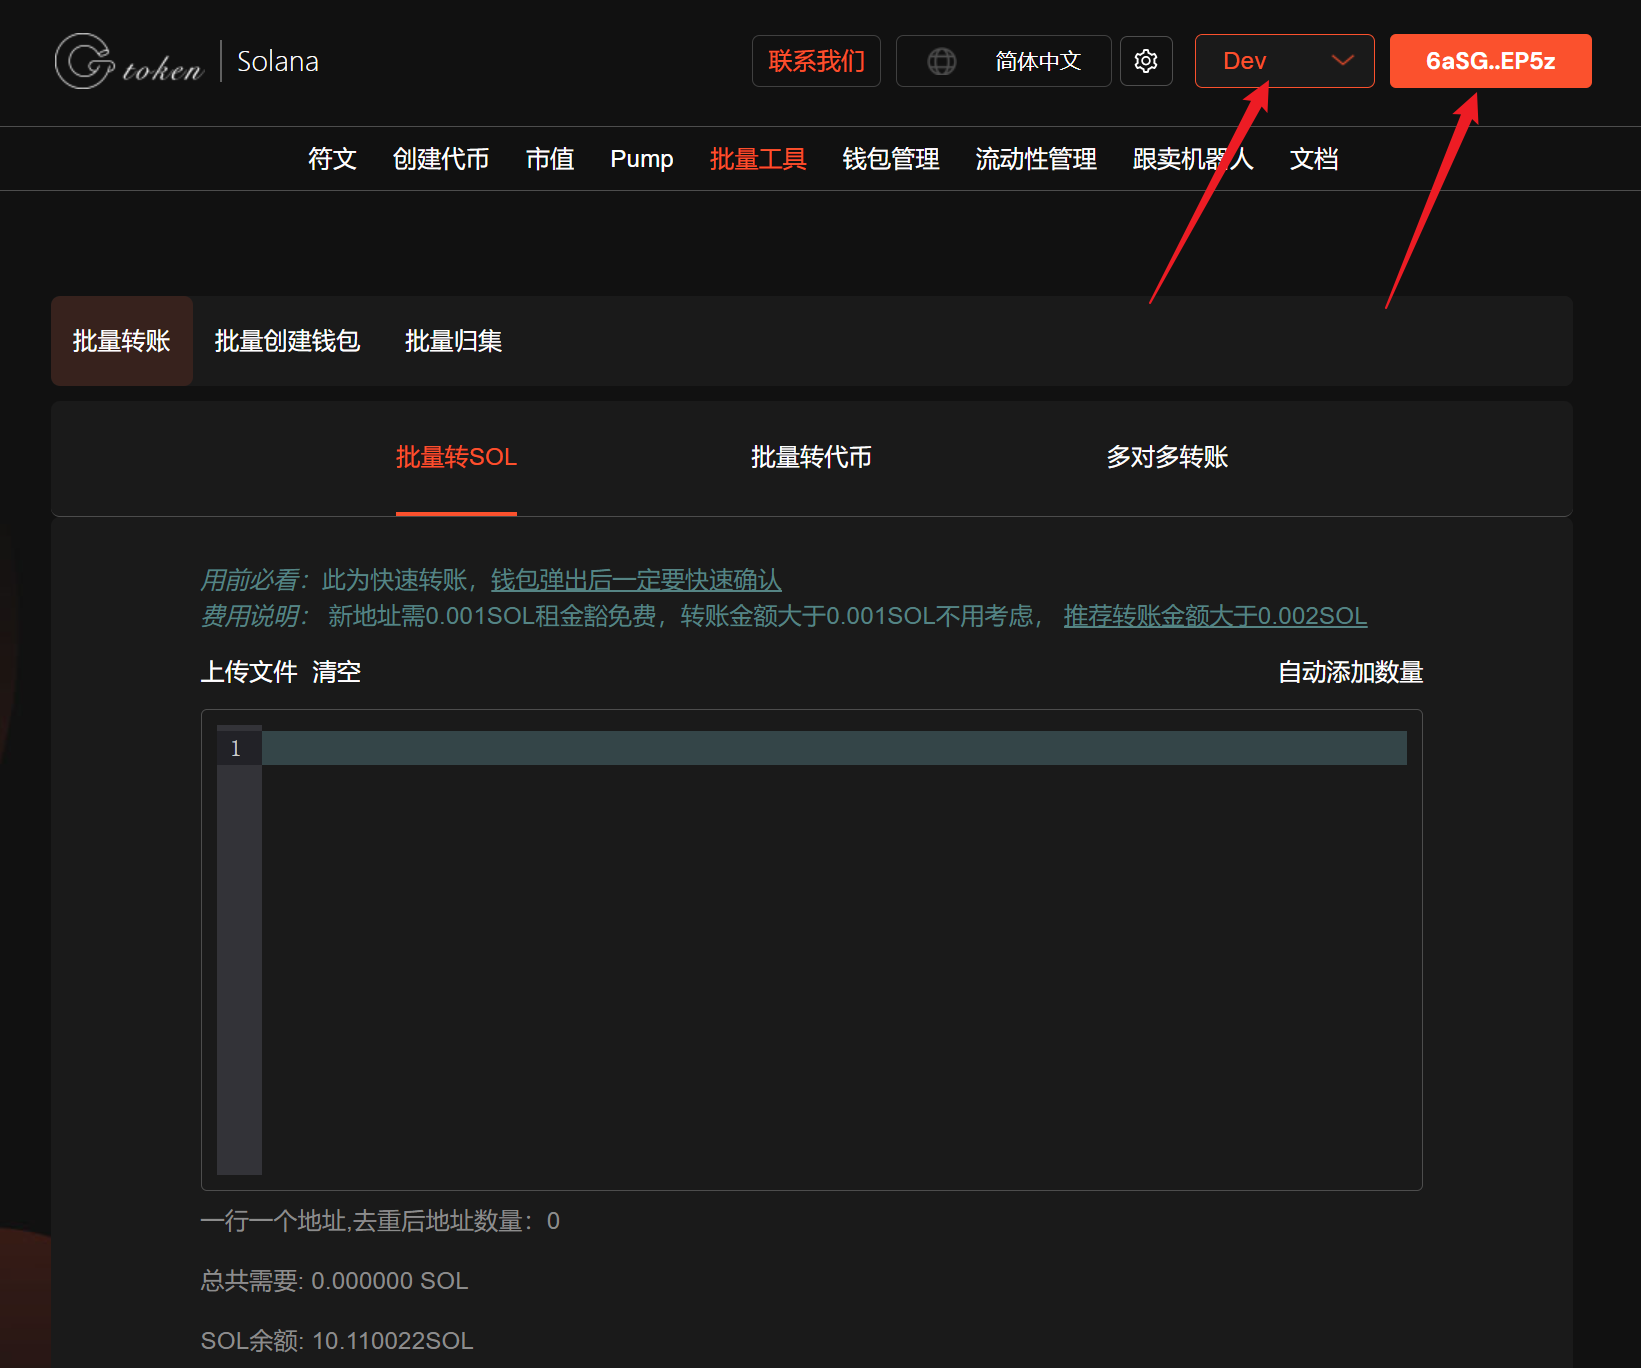 Gtoken | Solana
联系我们
简体中文
Dev
6aSG..EP5z
符文 创建代币 市值 Pump 批量工具 钱包管理 流动性管理 跟卖机器人 文档
批量转账 批量创建钱包 批量归集
批量转SOL 批量转代币 多对多转账
用前必看：此为快速转账，钱包弹出后一定要快速确认
费用说明： 新地址需0.001SOL租金豁免费，转账金额大于0.001SOL不用考虑， 推荐转账金额大于0.002SOL
上传文件 清空 自动添加数量
1
一行一个地址,去重后地址数量：0
总共需要: 0.000000 SOL
SOL余额: 10.110022SOL